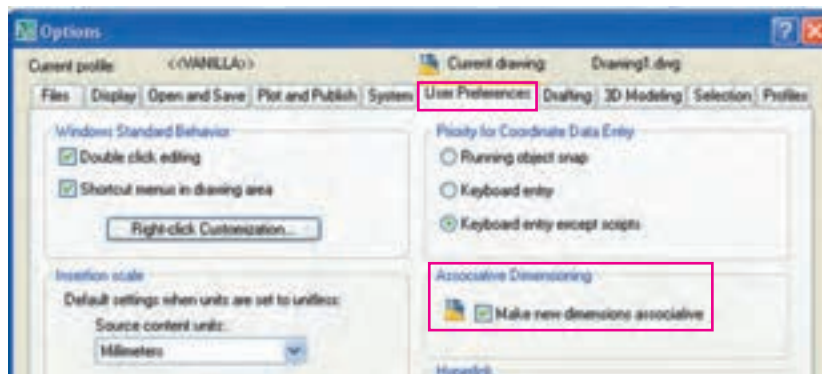 Options
Current profile: <<VANILLA>> Current drawing: Drawing1.dwg
Files Display Open and Save Plot and Publish System User Preferences Drafting 3D Modeling Selection Profiles
Windows Standard Behavior
Double click editing
Shortcut menus in drawing area
Right-click Customization...
Insertion scale
Default settings when units are set to unitless:
Source content units:
Millimeters
Priority for Coordinate Data Entry
Running object snap
Keyboard entry
Keyboard entry except scripts
Associative Dimensioning
Make new dimensions associative
Hyperlink